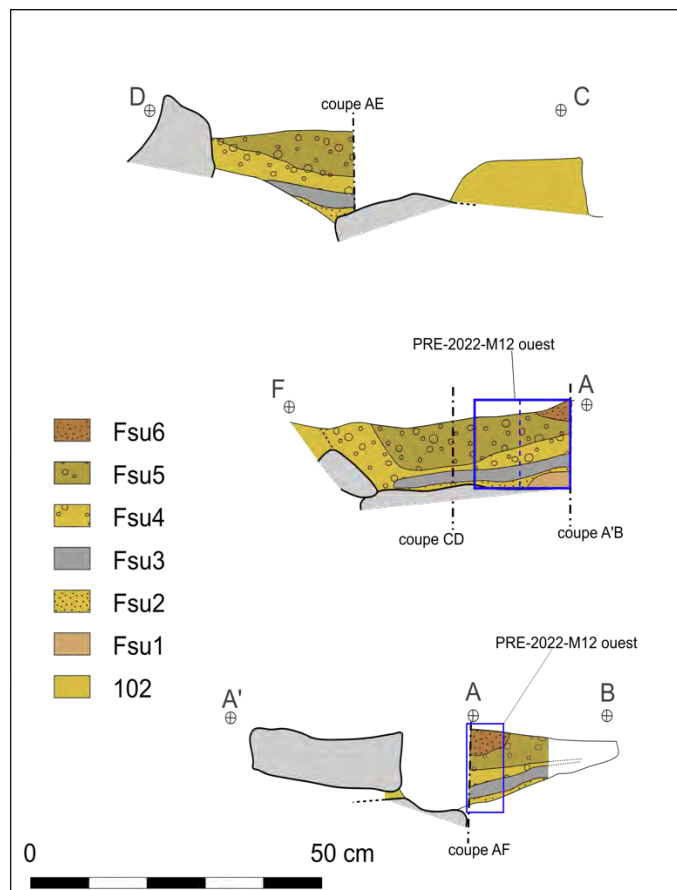 D
coupe AE
C
PRE-2022-M12 ouest
F
A
coupe CD
coupe A'B
Fsu6
Fsu5
Fsu4
Fsu3
Fsu2
Fsu1
102
PRE-2022-M12 ouest
A'
A
B
coupe AF
0
50 cm